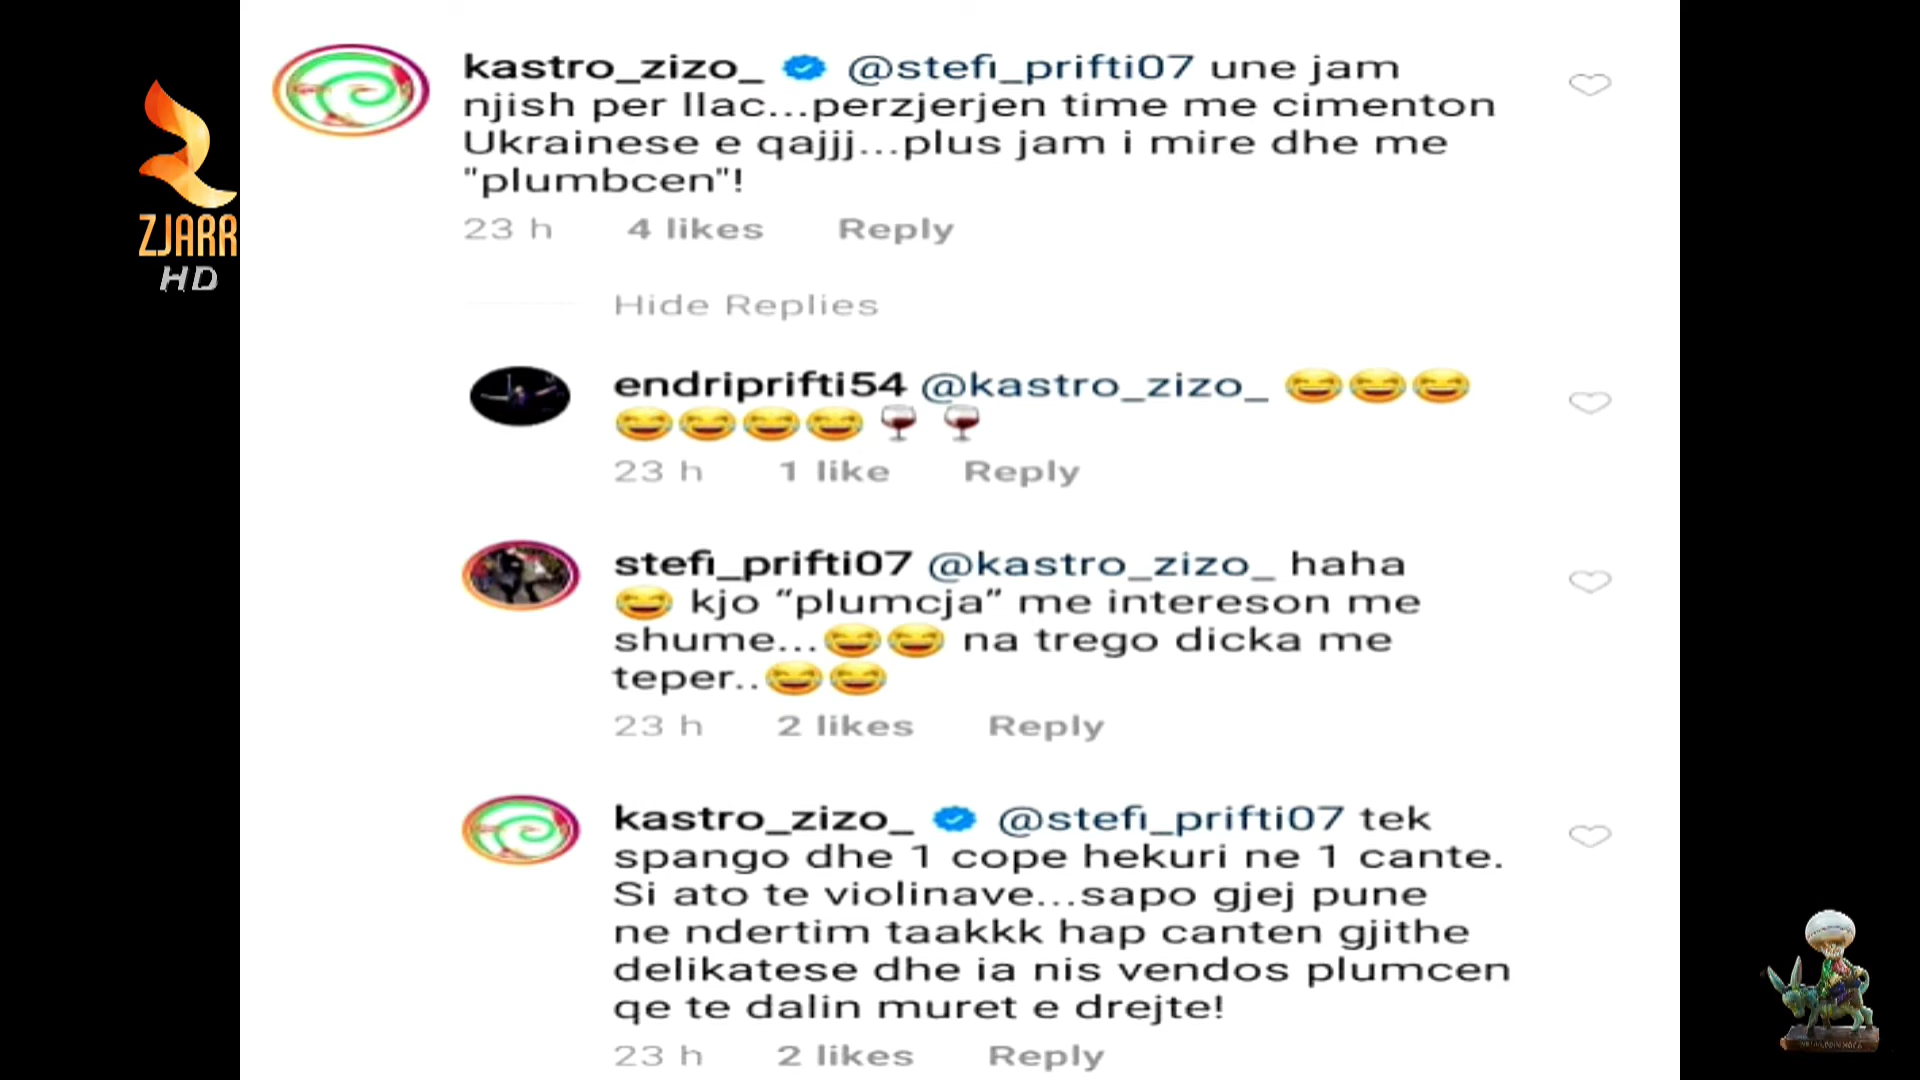 kastro_zizo_ @stefi_prifti07 une jam
njish per llac...perzjerjen time me cimenton
Ukrainese e qajjj...plus jam i mire dhe me
"plumbcen"!
23 h 4 likes Reply
Hide Replies
endriprifti54 @kastro_zizo_ 😂😂😂
😂😂😂😂🍷🍷
23 h 1 like Reply
stefi_prifti07 @kastro_zizo_ haha
😂 kjo “plumcja” me intereson me
shume...😂😂 na trego dicka me
teper..😂😂
23 h 2 likes Reply
kastro_zizo_ @stefi_prifti07 tek
spango dhe 1 cope hekuri ne 1 cante.
Si ato te violinave...sapo gjej pune
ne ndertim taakkk hap canten gjithe
delikatese dhe ia nis vendos plumcen
qe te dalin muret e drejte!
23 h 2 likes Reply
ZJARR
HD